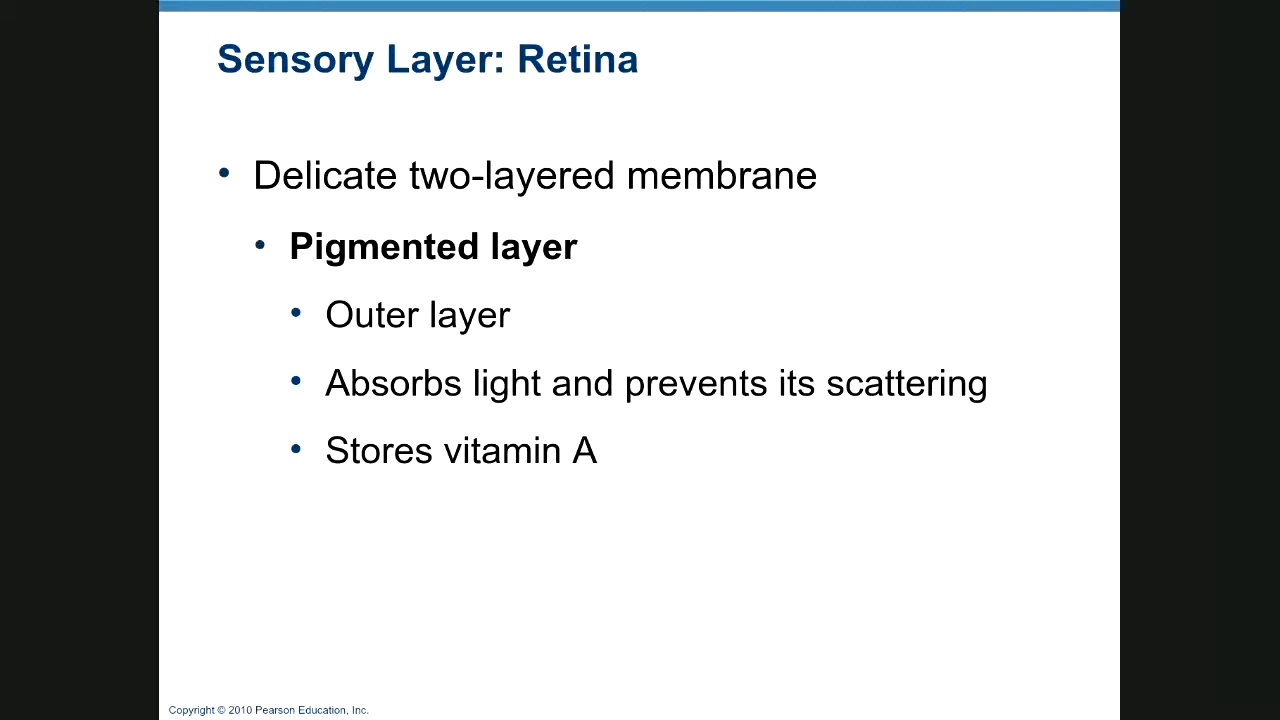 Sensory Layer: Retina
• Delicate two-layered membrane
• Pigmented layer
• Outer layer
• Absorbs light and prevents its scattering
• Stores vitamin A
Copyright © 2010 Pearson Education, Inc.